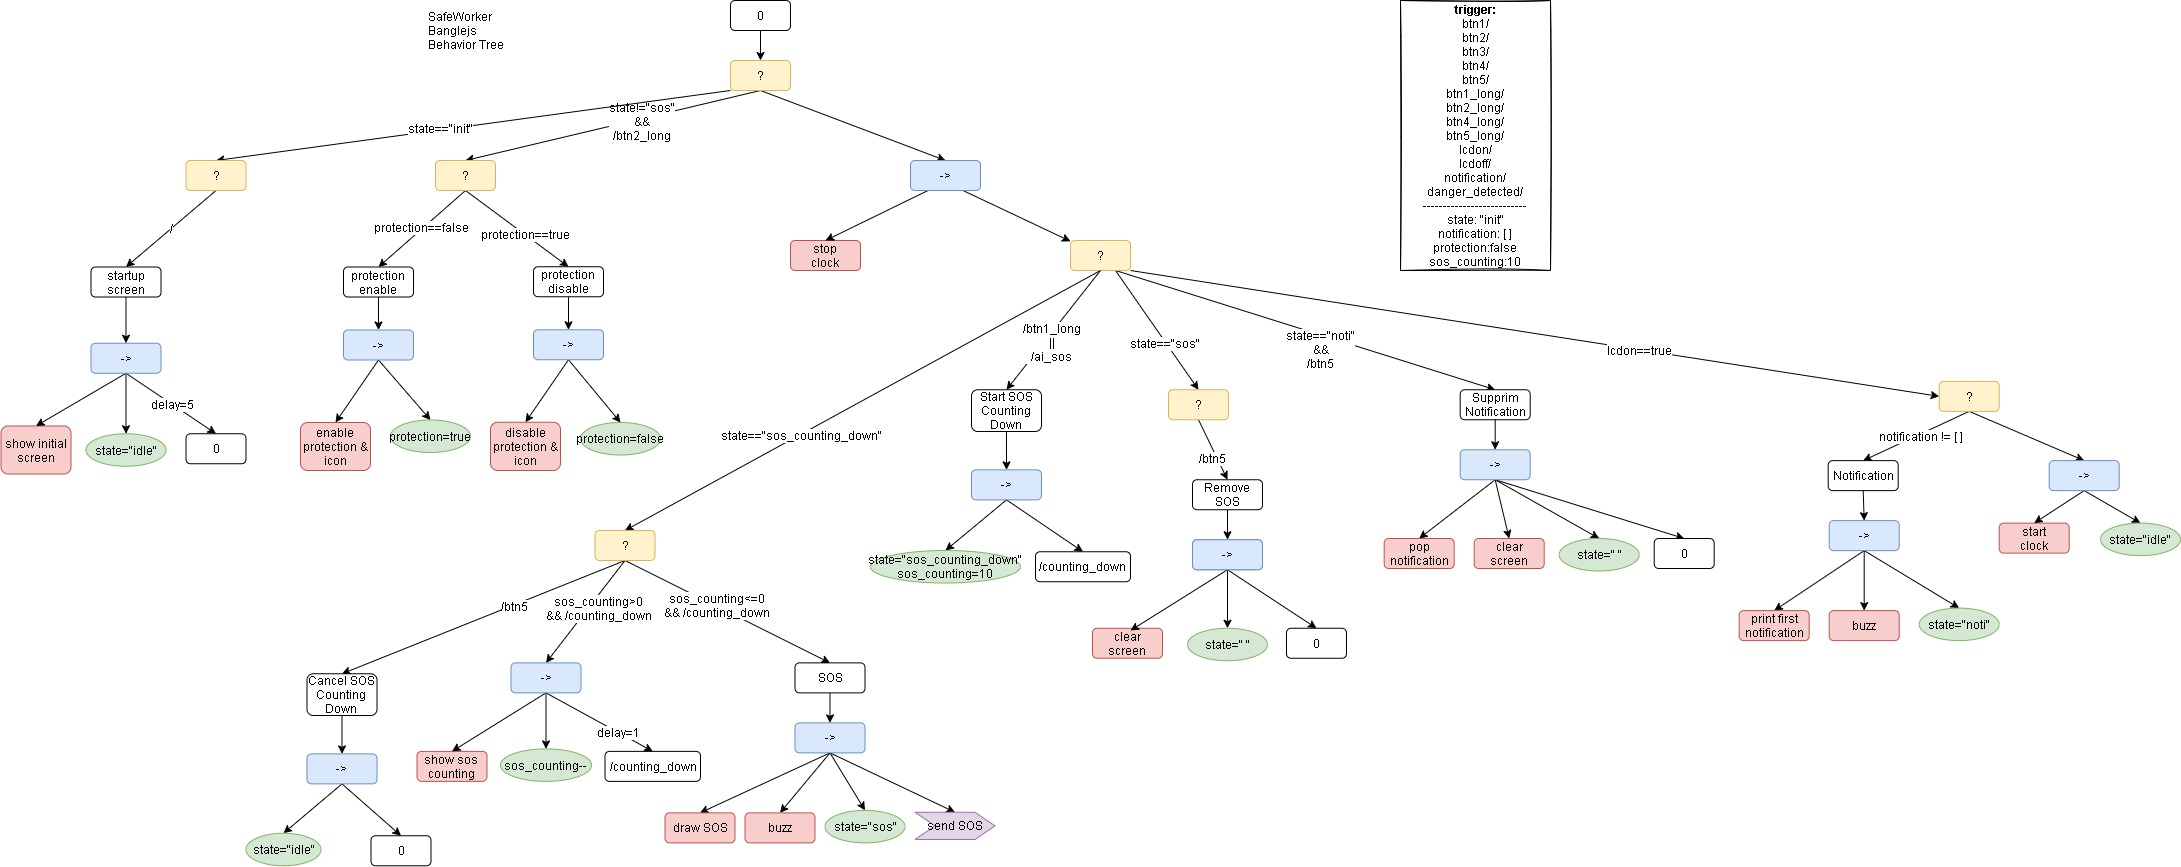 SafeWorker
Banglejs
Behavior Tree
0
?
trigger:
btn1/
btn2/
btn3/
btn4/
btn5/
btn1_long/
btn2_long/
btn4_long/
btn5_long/
lcdon/
lcdoff/
notification/
danger_detected/
--------------------------
state: "init"
notification: [ ]
protection:false
sos_counting:10
state=="init"
state!="sos"
&&
/btn2_long
?
?
->
/
protection==false
protection==true
stop
clock
?
startup
screen
protection
enable
protection
disable
->
->
->
delay=5
show initial
screen
state="idle"
0
enable
protection &
icon
protection=true
disable
protection &
icon
protection=false
state=="sos_counting_down"
/btn1_long
||
/ai_sos
state=="sos"
state=="noti"
&&
/btn5
lcdon==true
Start SOS
Counting
Down
?
Supprim
Notification
?
/btn5
notification != [ ]
->
Remove
SOS
->
Notification
->
state="sos_counting_down"
sos_counting=10
/counting_down
->
pop
notification
clear
screen
state=" "
0
->
start
clock
state="idle"
clear
screen
state=" "
0
print first
notification
buzz
state="noti"
?
/btn5
sos_counting>0
&& /counting_down
sos_counting<=0
&& /counting_down
Cancel SOS
Counting
Down
->
SOS
->
delay=1
show sos
counting
sos_counting--
/counting_down
->
state="idle"
0
draw SOS
buzz
state="sos"
send SOS